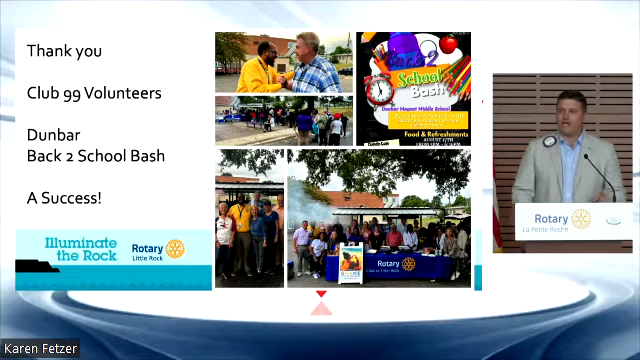 Thank you
Club 99 Volunteers
Dunbar
Back 2 School Bash
A Success!
Illuminate
the Rock
Rotary
Little Rock
Back 2
School
Bash
Dunbar Magnet Middle School
Food & Refreshments
AUGUST 17TH
Rotary
Club of Little Rock
Rotary
La Petite Roche
Karen Fetzer